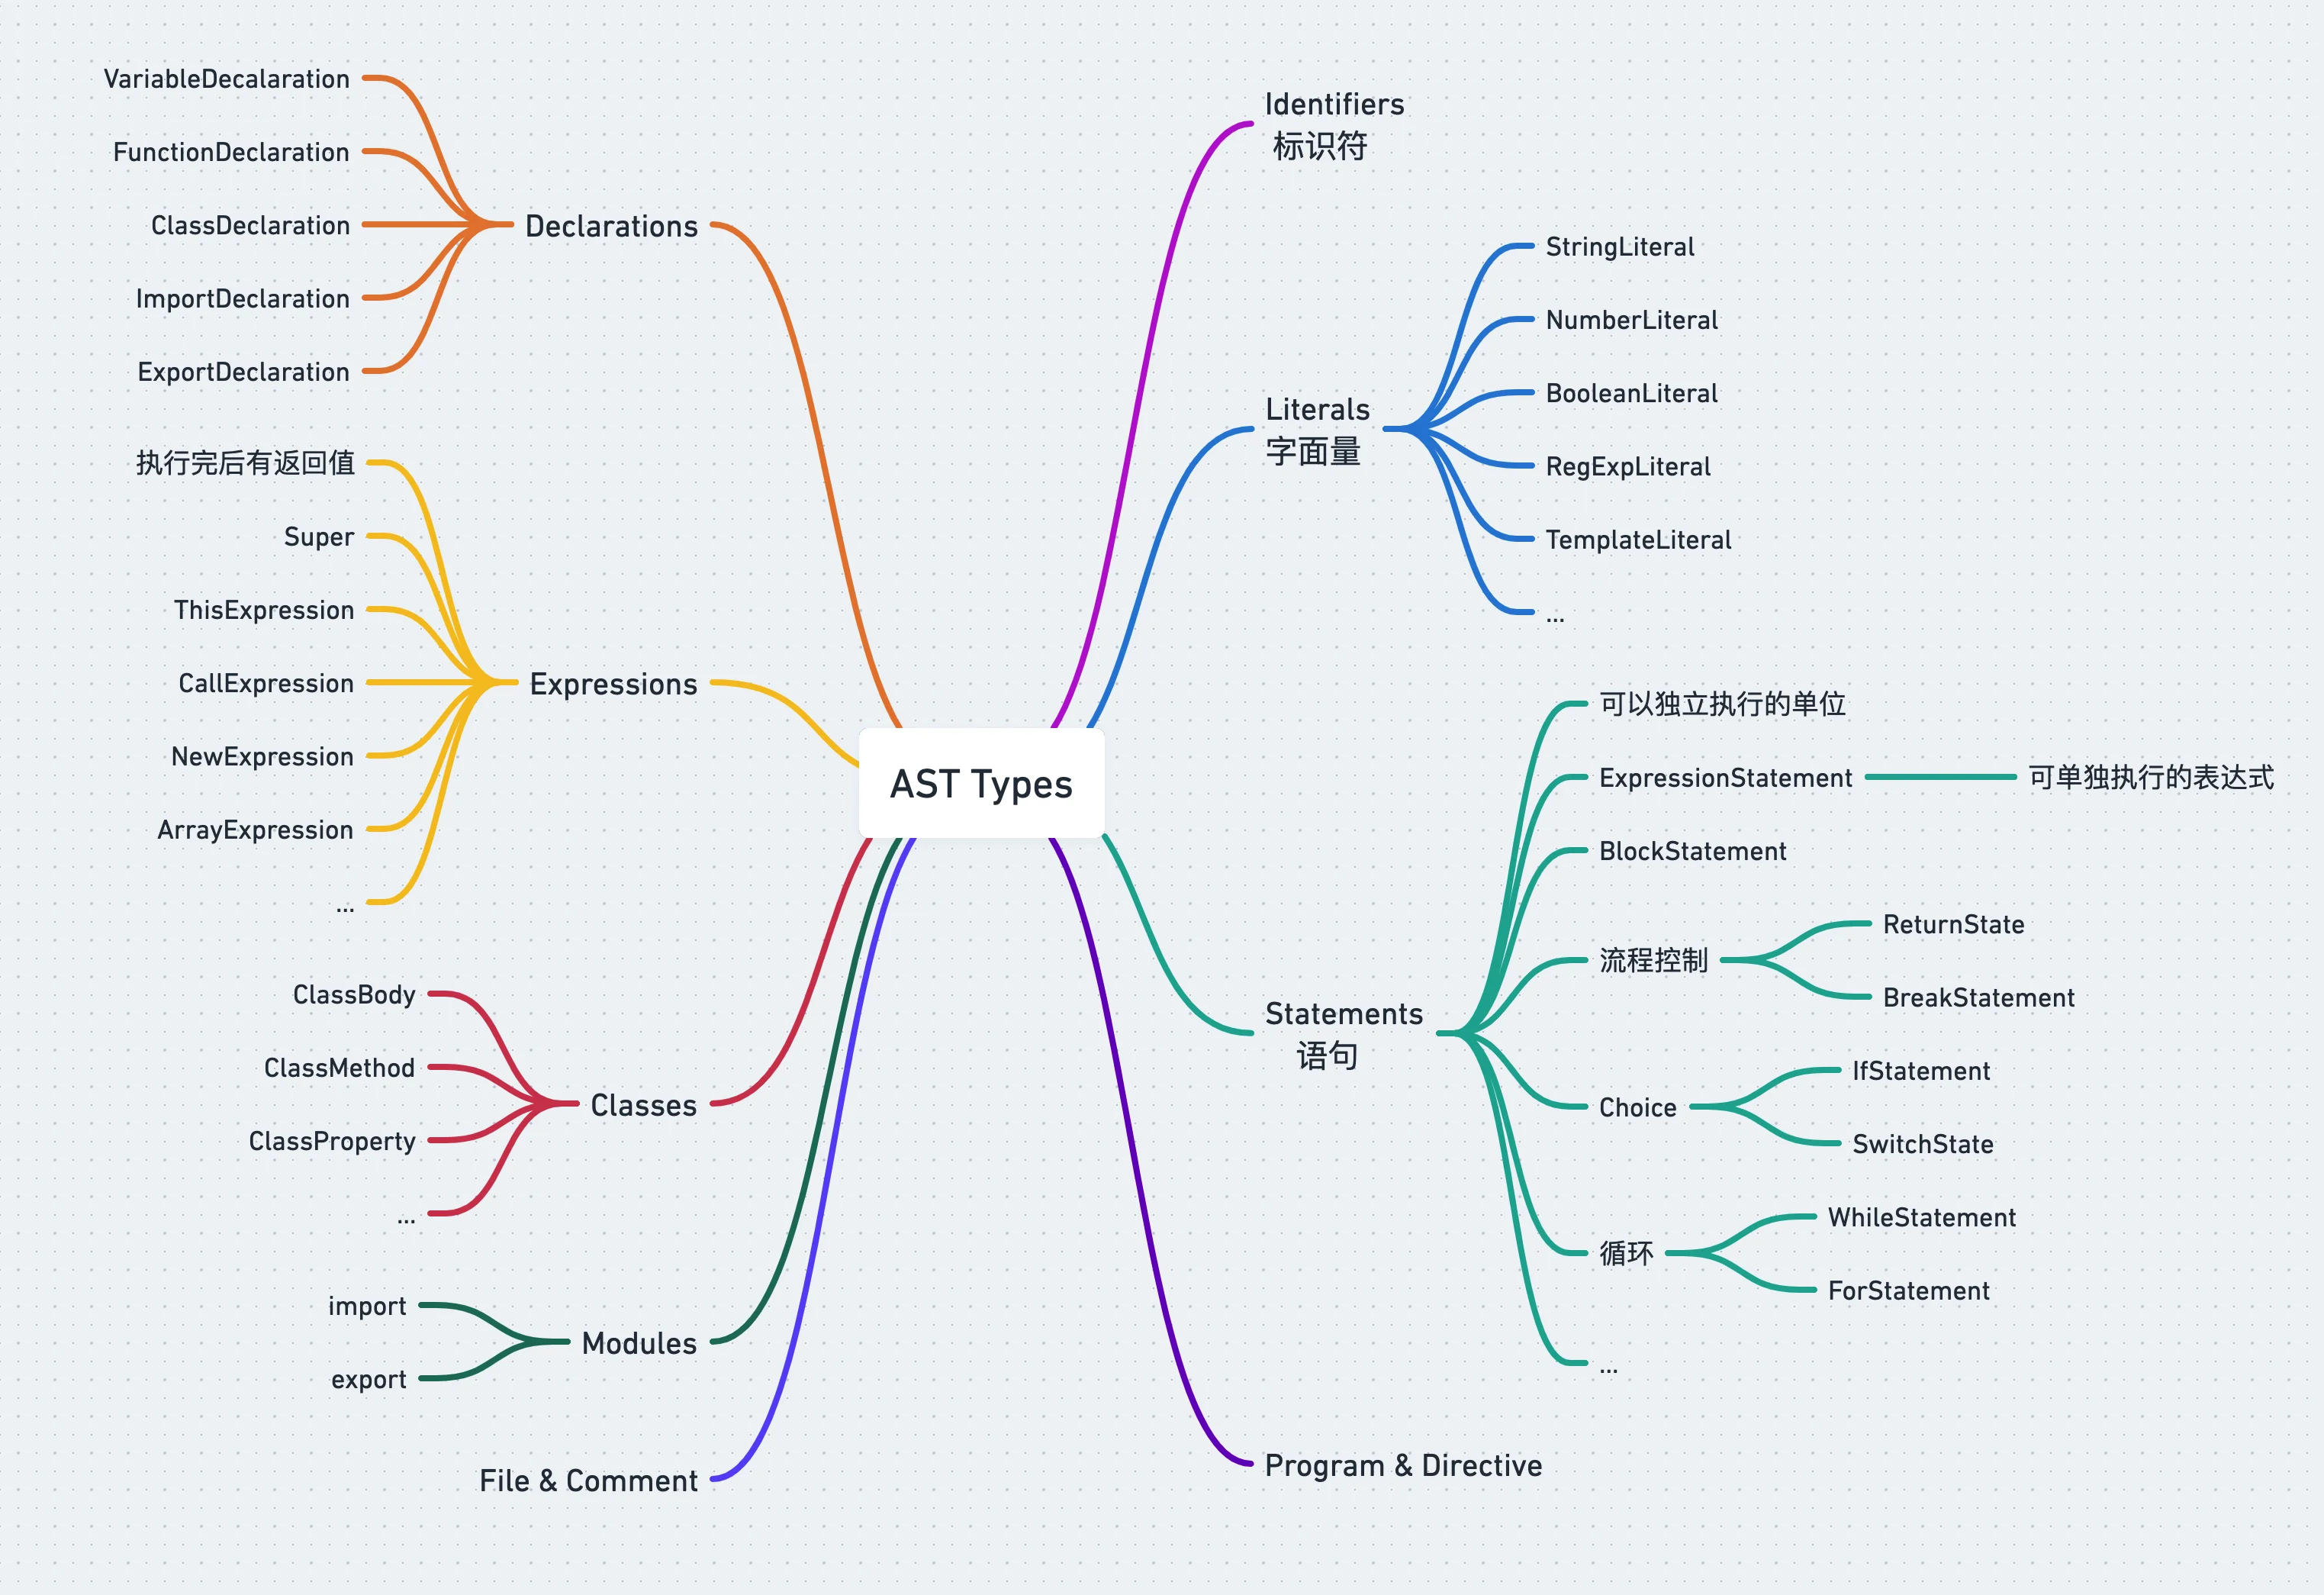 AST Types
Declarations
VariableDecalaration
FunctionDeclaration
ClassDeclaration
ImportDeclaration
ExportDeclaration
Expressions
执行完后有返回值
Super
ThisExpression
CallExpression
NewExpression
ArrayExpression
...
Classes
ClassBody
ClassMethod
ClassProperty
...
Modules
import
export
File & Comment
Identifiers
标识符
Literals
字面量
StringLiteral
NumberLiteral
BooleanLiteral
RegExpLiteral
TemplateLiteral
...
Statements
语句
可以独立执行的单位
ExpressionStatement
可单独执行的表达式
BlockStatement
流程控制
ReturnState
BreakStatement
Choice
IfStatement
SwitchState
循环
WhileStatement
ForStatement
...
Program & Directive